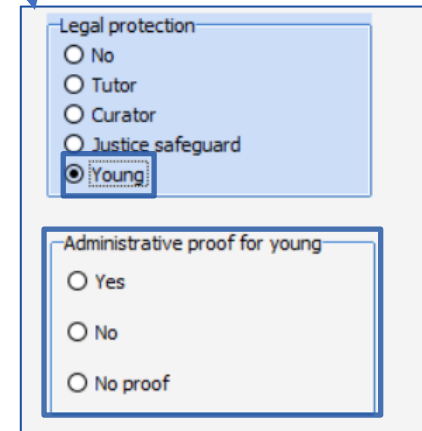 Legal protection
No
Tutor
Curator
Justice safeguard
Young
Administrative proof for young
Yes
No
No proof